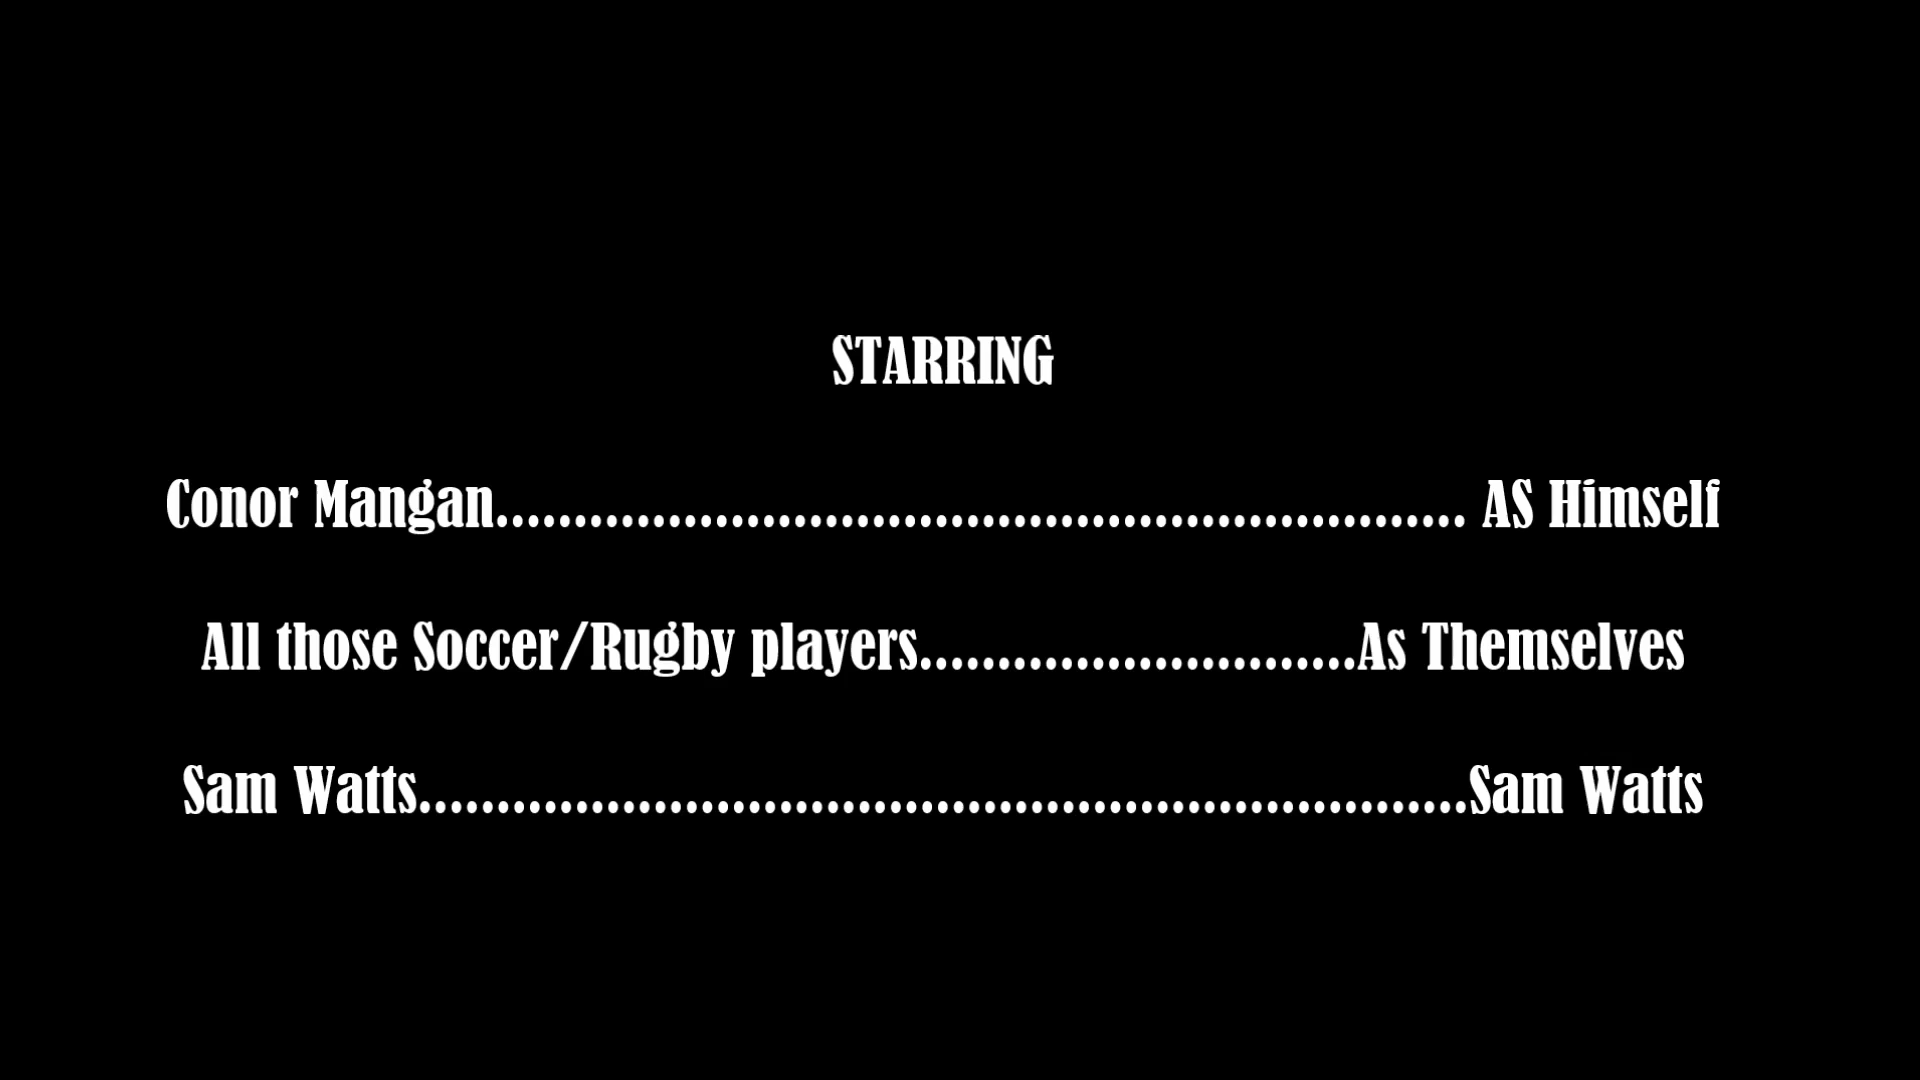 STARRING
Conor Mangan.............................................................. AS Himself
All those Soccer/Rugby players............................As Themselves
Sam Watts...................................................................Sam Watts